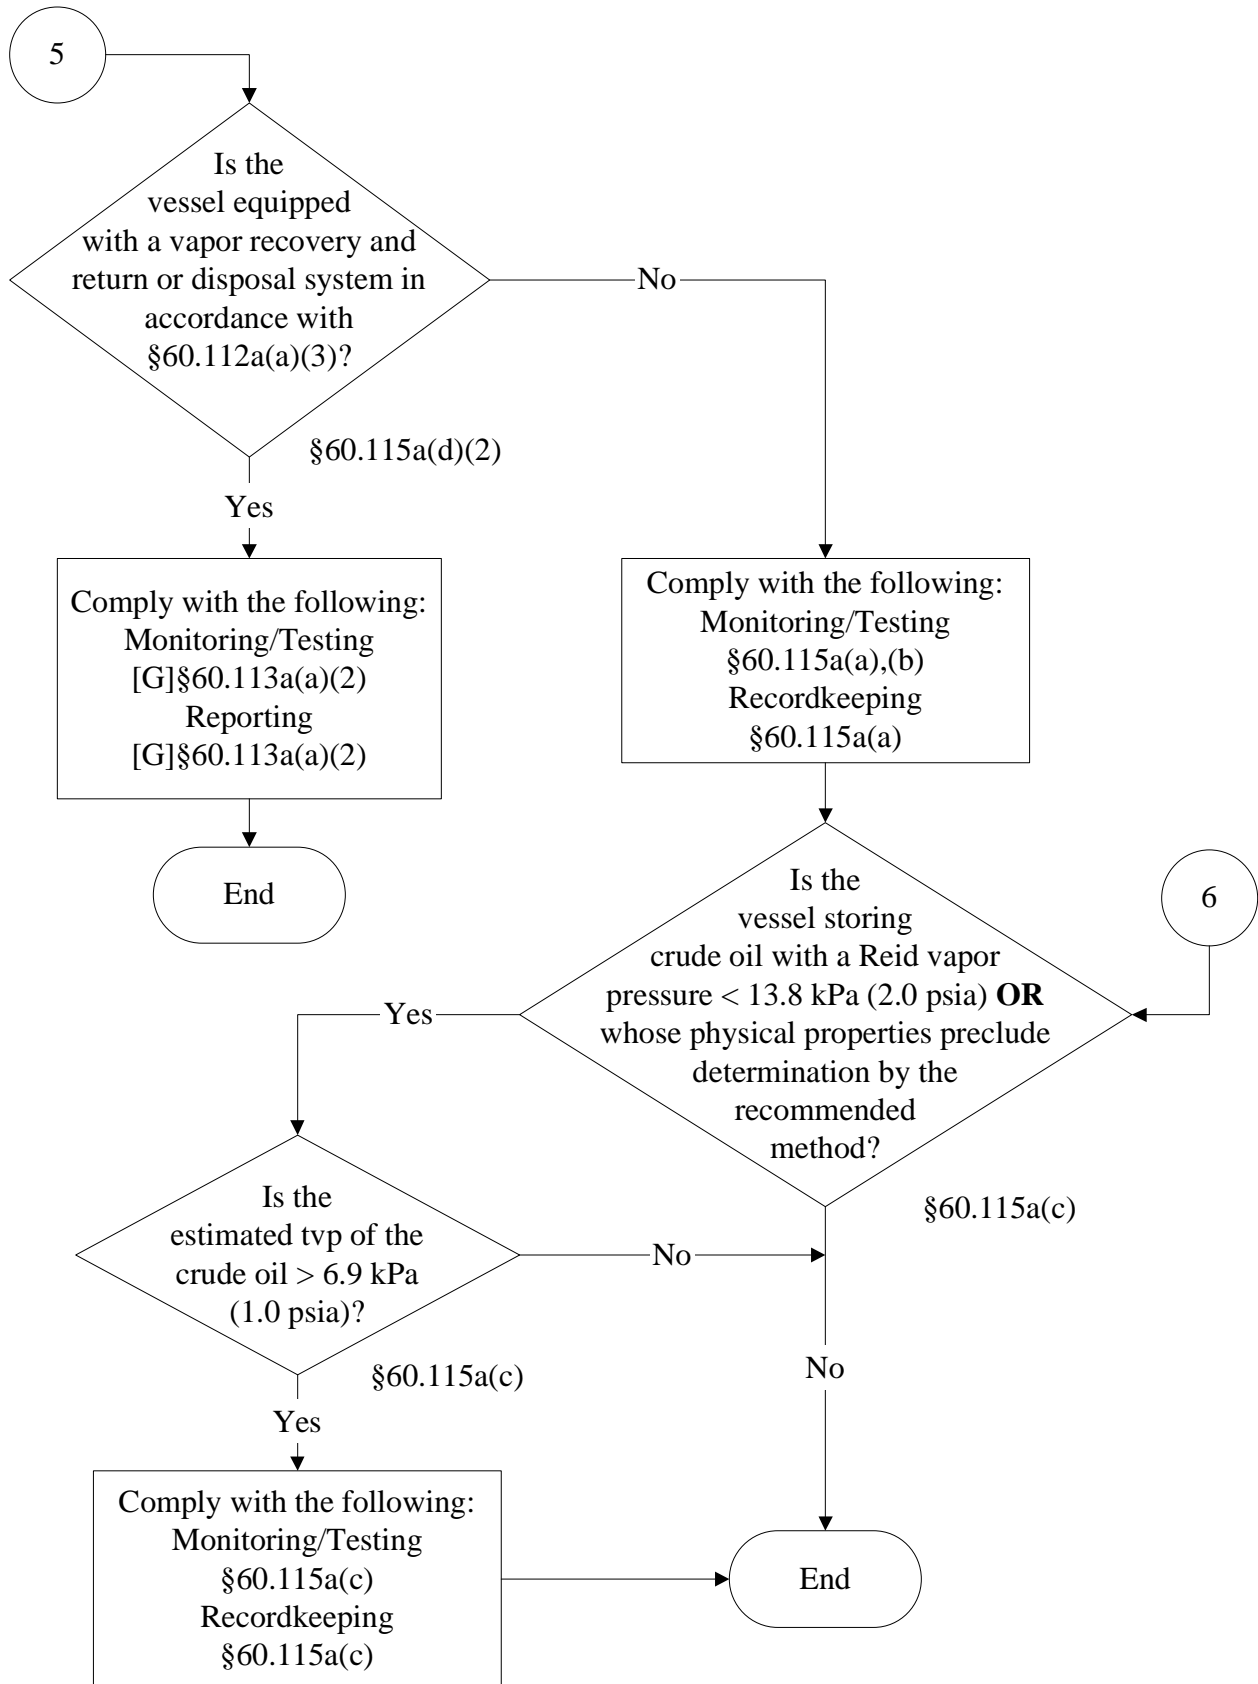 5
Is the
vessel equipped
with a vapor recovery and
return or disposal system in
accordance with
§60.112a(a)(3)?
No
§60.115a(d)(2)
Yes
Comply with the following:
Monitoring/Testing
[G]§60.113a(a)(2)
Reporting
[G]§60.113a(a)(2)
End
Comply with the following:
Monitoring/Testing
§60.115a(a),(b)
Recordkeeping
§60.115a(a)
Is the
vessel storing
crude oil with a Reid vapor
pressure < 13.8 kPa (2.0 psia) OR
whose physical properties preclude
determination by the
recommended
method?
6
Yes
§60.115a(c)
Is the
estimated tvp of the
crude oil > 6.9 kPa
(1.0 psia)?
No
§60.115a(c)
No
Yes
Comply with the following:
Monitoring/Testing
§60.115a(c)
Recordkeeping
§60.115a(c)
End